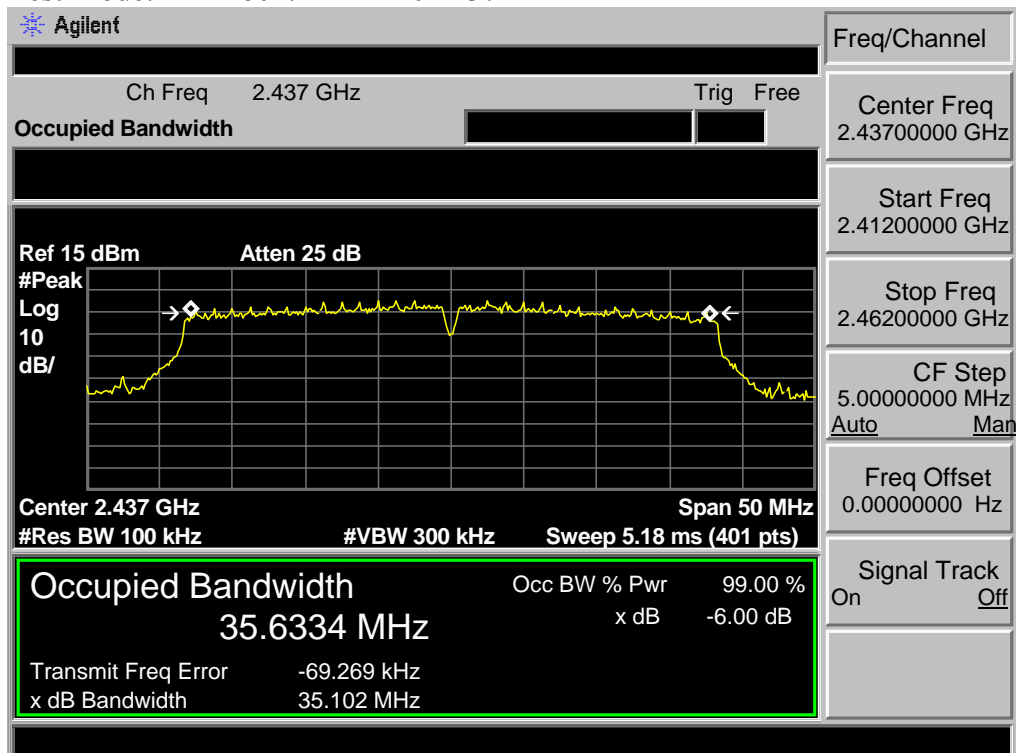 Agilent
Freq/Channel
Ch Freq 2.437 GHz Trig Free
Occupied Bandwidth
Center Freq
2.43700000 GHz
Start Freq
2.41200000 GHz
Stop Freq
2.46200000 GHz
CF Step
5.00000000 MHz
Auto Man
Freq Offset
0.00000000 Hz
Signal Track
On Off
Ref 15 dBm Atten 25 dB
#Peak
Log
10
dB/
Center 2.437 GHz Span 50 MHz
#Res BW 100 kHz #VBW 300 kHz Sweep 5.18 ms (401 pts)
Occupied Bandwidth Occ BW % Pwr 99.00 %
35.6334 MHz x dB -6.00 dB
Transmit Freq Error -69.269 kHz
x dB Bandwidth 35.102 MHz